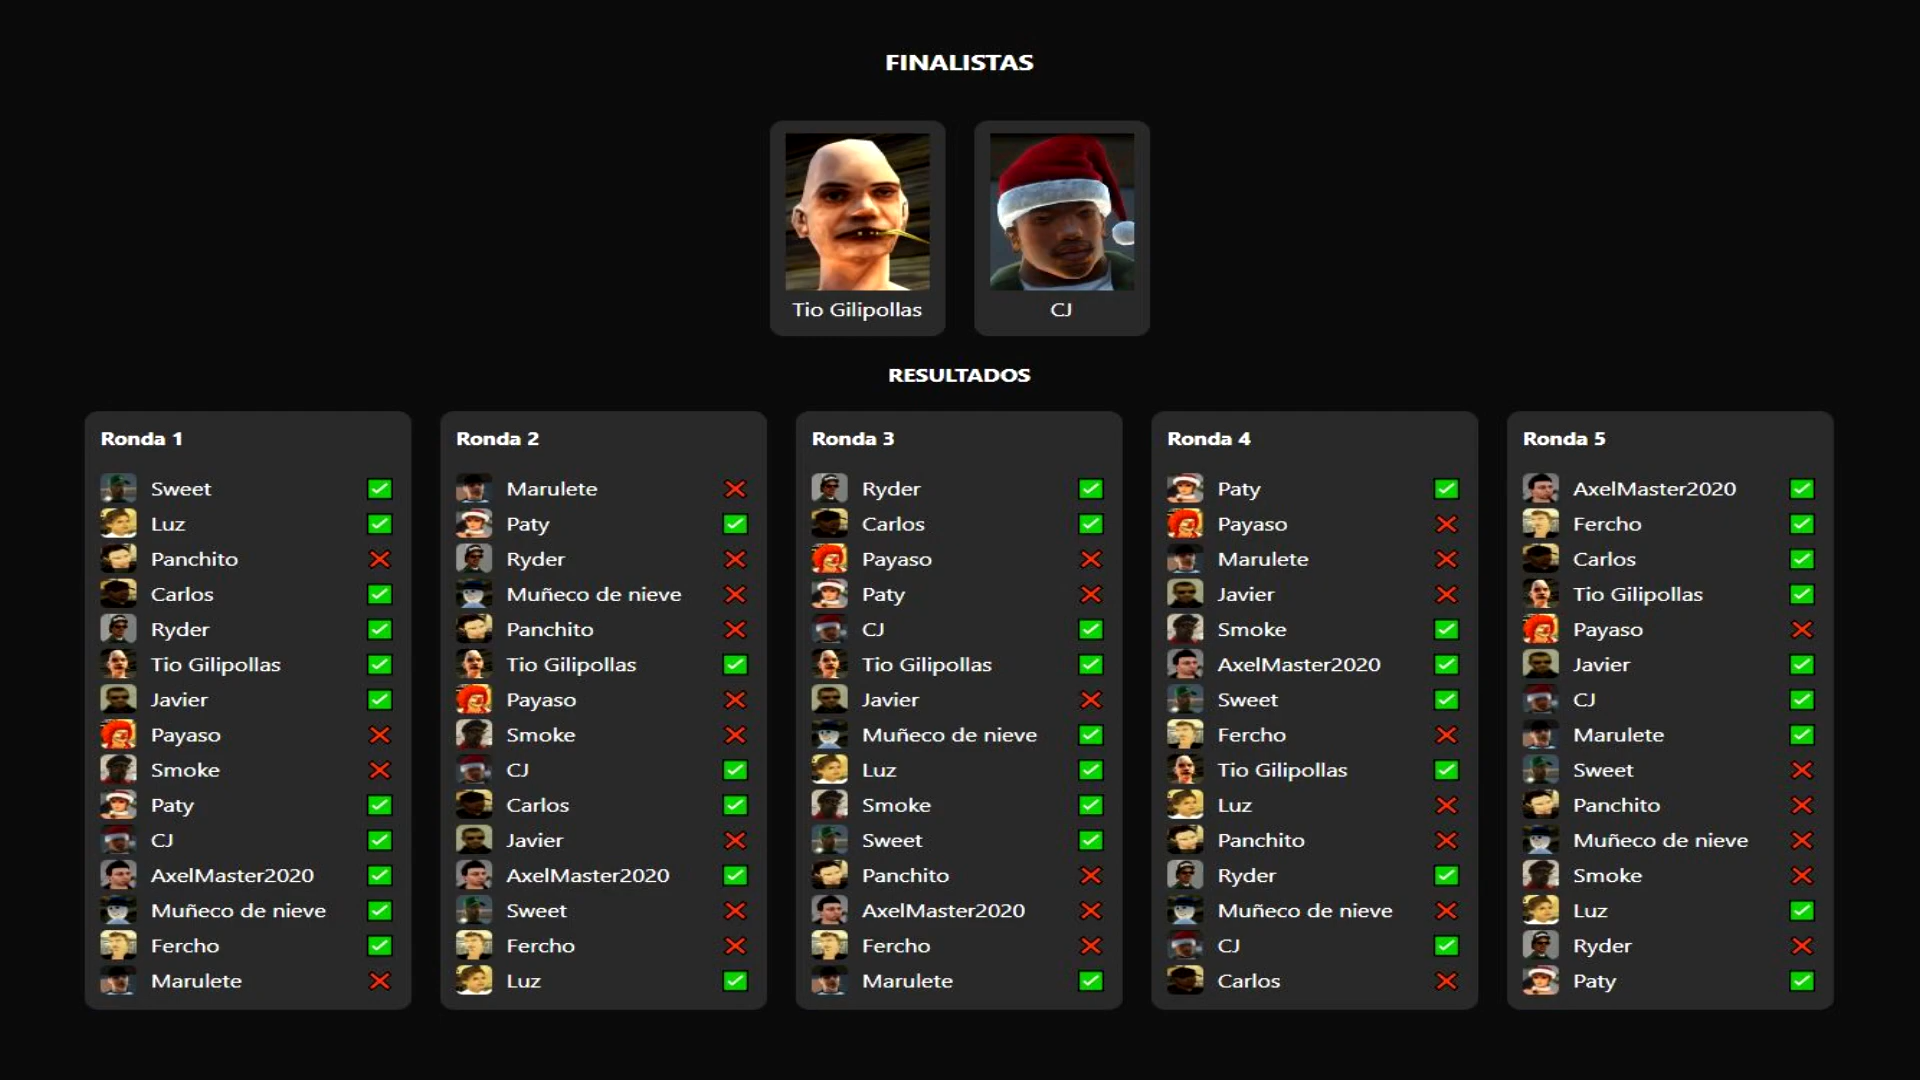 FINALISTAS
Tio Gilipollas
CJ
RESULTADOS
Ronda 1
Sweet
Luz
Panchito
Carlos
Ryder
Tio Gilipollas
Javier
Payaso
Smoke
Paty
CJ
AxelMaster2020
Muñeco de nieve
Fercho
Marulete
Ronda 2
Marulete
Paty
Ryder
Muñeco de nieve
Panchito
Tio Gilipollas
Payaso
Smoke
CJ
Carlos
Javier
AxelMaster2020
Sweet
Fercho
Luz
Ronda 3
Ryder
Carlos
Payaso
Paty
CJ
Tio Gilipollas
Javier
Muñeco de nieve
Luz
Smoke
Sweet
Panchito
AxelMaster2020
Fercho
Marulete
Ronda 4
Paty
Payaso
Marulete
Javier
Smoke
AxelMaster2020
Sweet
Fercho
Tio Gilipollas
Luz
Panchito
Ryder
Muñeco de nieve
CJ
Carlos
Ronda 5
AxelMaster2020
Fercho
Carlos
Tio Gilipollas
Payaso
Javier
CJ
Marulete
Sweet
Panchito
Muñeco de nieve
Smoke
Luz
Ryder
Paty